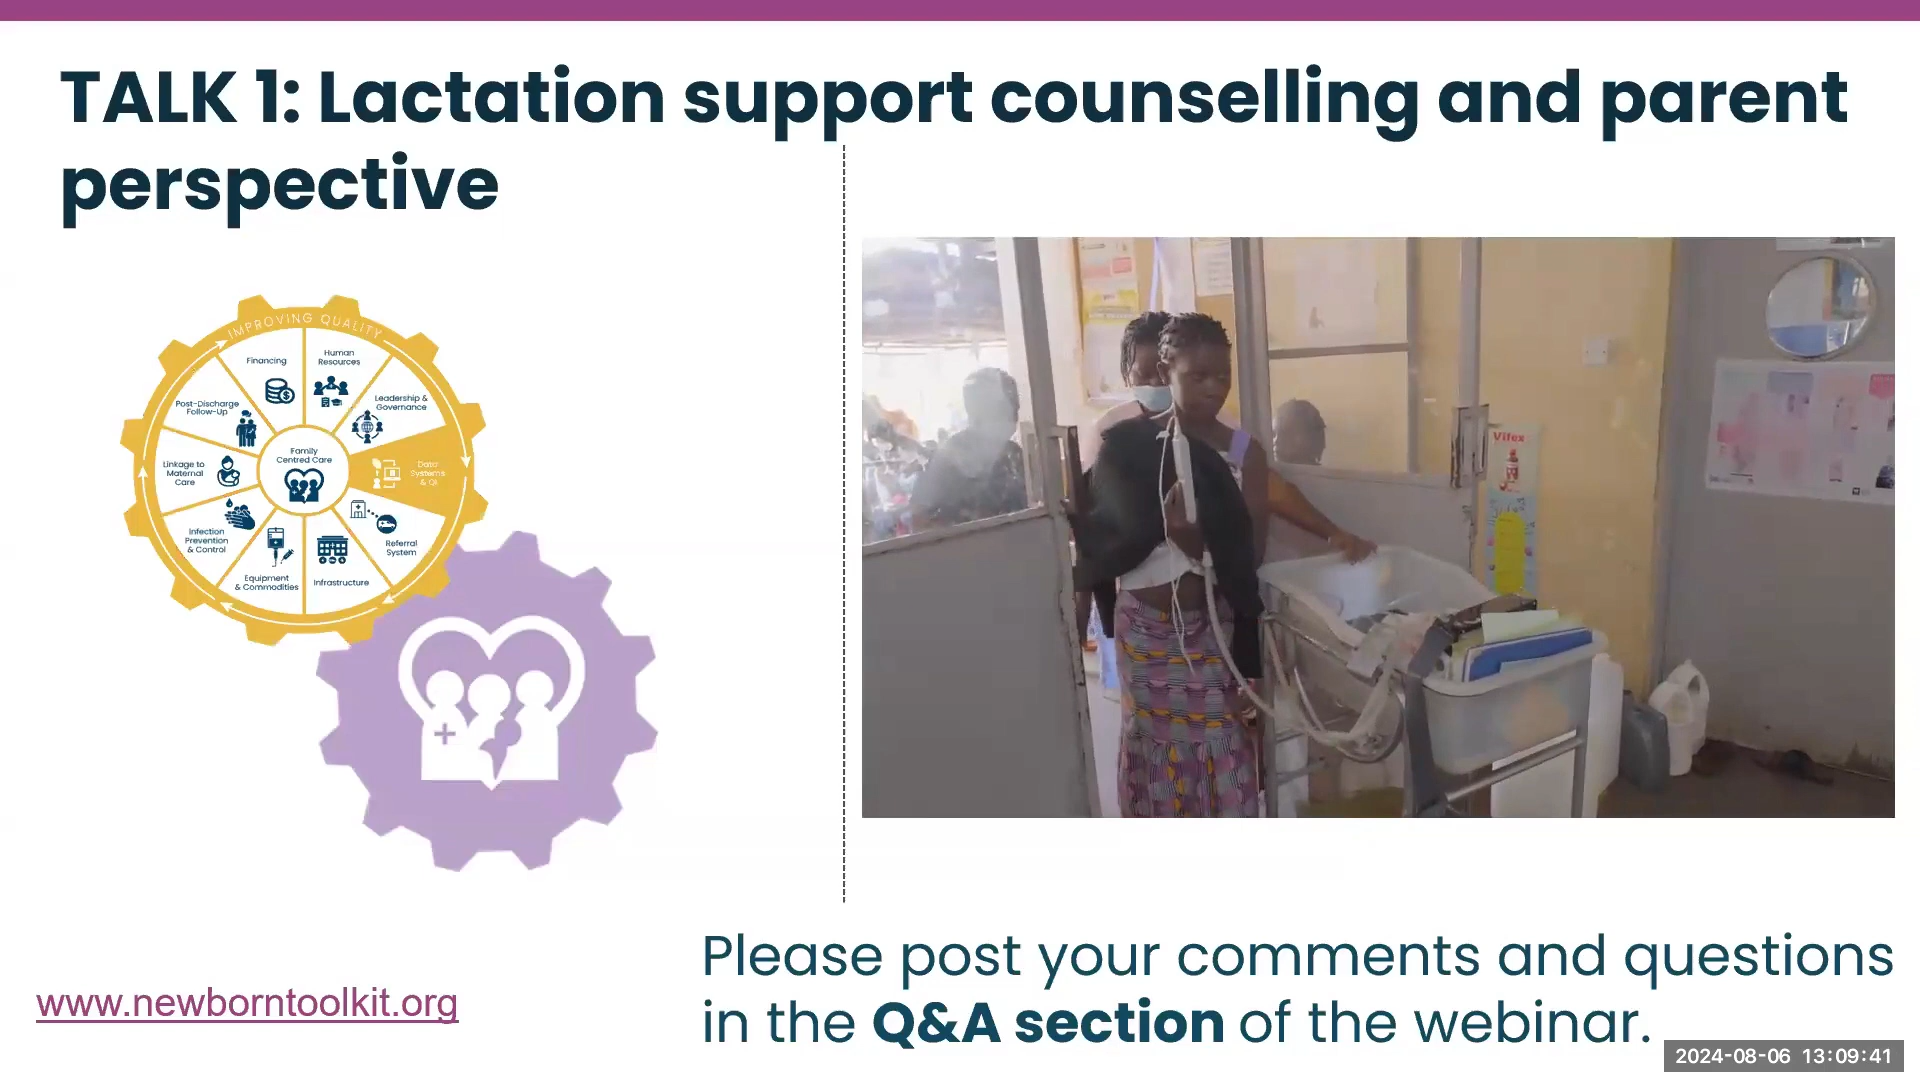 TALK 1: Lactation support counselling and parent
perspective
IMPROVING QUALITY
Financing
Human
Resources
Leadership &
Governance
Data
Systems
& QI
Referral
System
Infrastructure
Equipment
& Commodities
Infection
Prevention
& Control
Linkage to
Maternal
Care
Post-Discharge
Follow-Up
Family
Centred Care
Vifex
www.newborntoolkit.org
Please post your comments and questions
in the Q&A section of the webinar.
2024-08-06 13:09:41